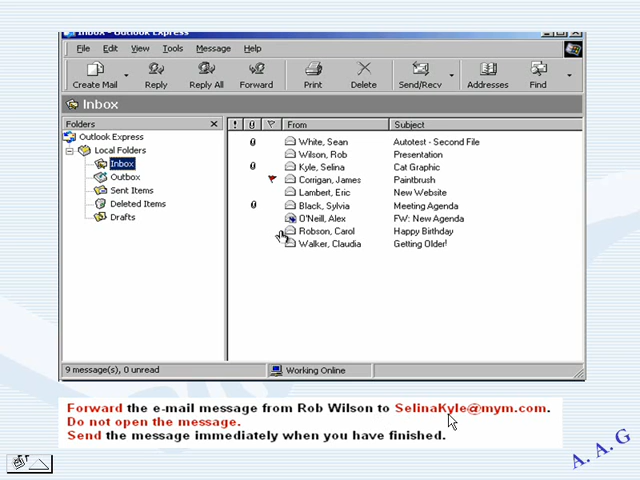 Inbox - Outlook Express
File Edit View Tools Message Help
Create Mail Reply Reply All Forward Print Delete Send/Recv Addresses Find
Inbox
Folders
Outlook Express
Local Folders
Inbox
Outbox
Sent Items
Deleted Items
Drafts
! From Subject
White, Sean Autotest - Second File
Wilson, Rob Presentation
Kyle, Selina Cat Graphic
Corrigan, James Paintbrush
Lambert, Eric New Website
Black, Sylvia Meeting Agenda
O'Neill, Alex FW: New Agenda
Robson, Carol Happy Birthday
Walker, Claudia Getting Older!
9 message(s), 0 unread Working Online
Forward the e-mail message from Rob Wilson to SelinaKyle@mym.com.
Do not open the message.
Send the message immediately when you have finished.
A. A. G